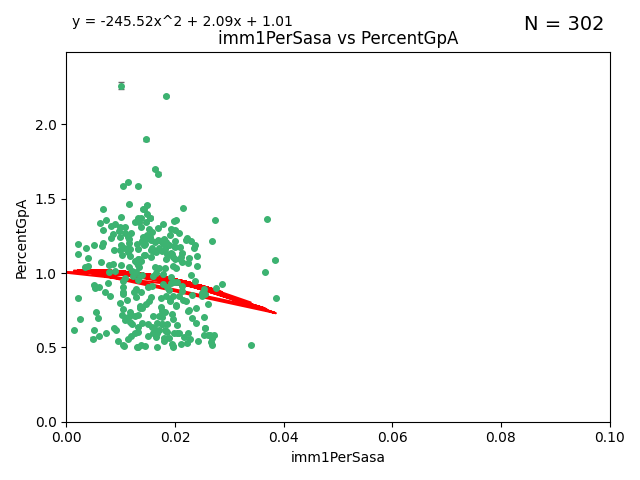 y = -245.52x^2 + 2.09x + 1.01
N = 302
imm1PerSasa vs PercentGpA
PercentGpA
2.0
1.5
1.0
0.5
0.0
0.00 0.02 0.04 0.06 0.08 0.10
imm1PerSasa